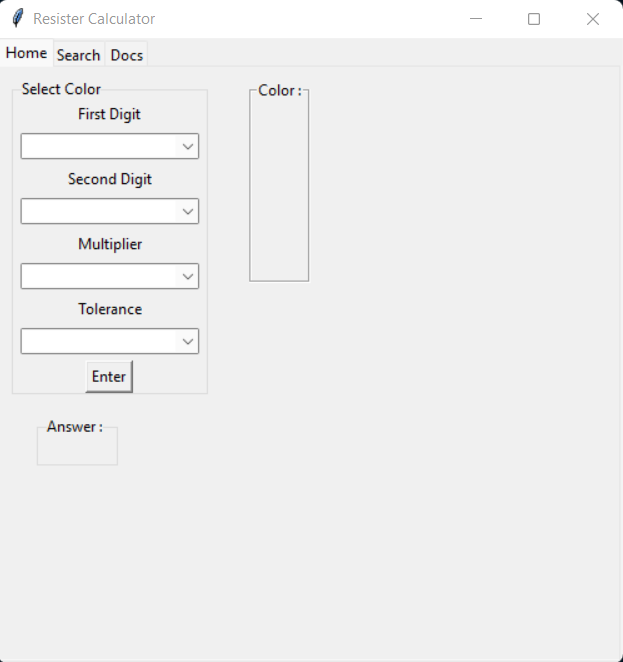 Resister Calculator
Home Search Docs
Select Color
First Digit
Second Digit
Multiplier
Tolerance
Enter
Answer :
Color :